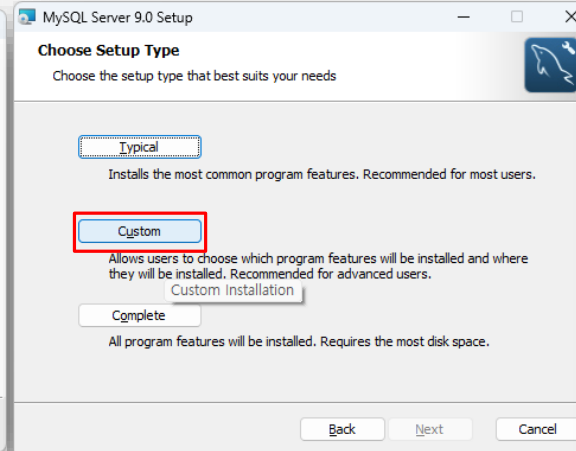 MySQL Server 9.0 Setup
Choose Setup Type
Choose the setup type that best suits your needs
Typical
Installs the most common program features. Recommended for most users.
Custom
Allows users to choose which program features will be installed and where
they will be installed. Recommended for advanced users.
Custom Installation
Complete
All program features will be installed. Requires the most disk space.
Back
Next
Cancel